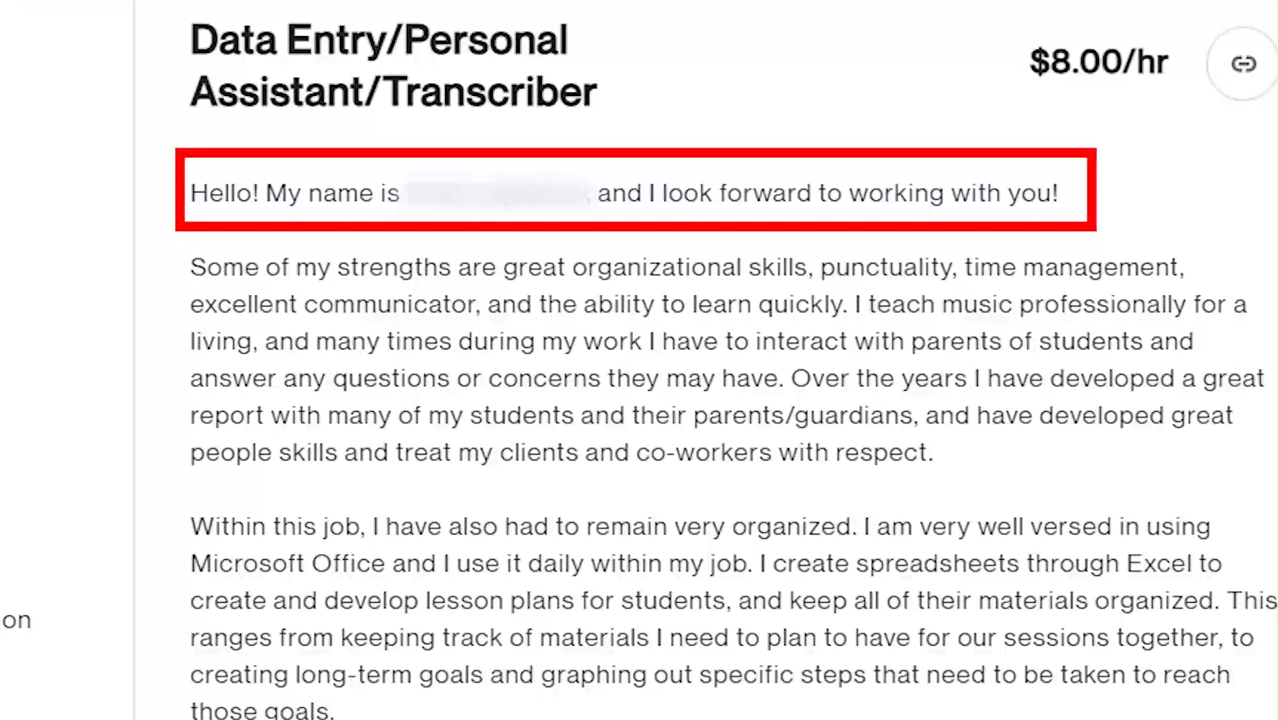 Data Entry/Personal
Assistant/Transcriber
$8.00/hr
Hello! My name is , and I look forward to working with you!
Some of my strengths are great organizational skills, punctuality, time management,
excellent communicator, and the ability to learn quickly. I teach music professionally for a
living, and many times during my work I have to interact with parents of students and
answer any questions or concerns they may have. Over the years I have developed a great
report with many of my students and their parents/guardians, and have developed great
people skills and treat my clients and co-workers with respect.
Within this job, I have also had to remain very organized. I am very well versed in using
Microsoft Office and I use it daily within my job. I create spreadsheets through Excel to
create and develop lesson plans for students, and keep all of their materials organized. This
on
ranges from keeping track of materials I need to plan to have for our sessions together, to
creating long-term goals and graphing out specific steps that need to be taken to reach
those goals.